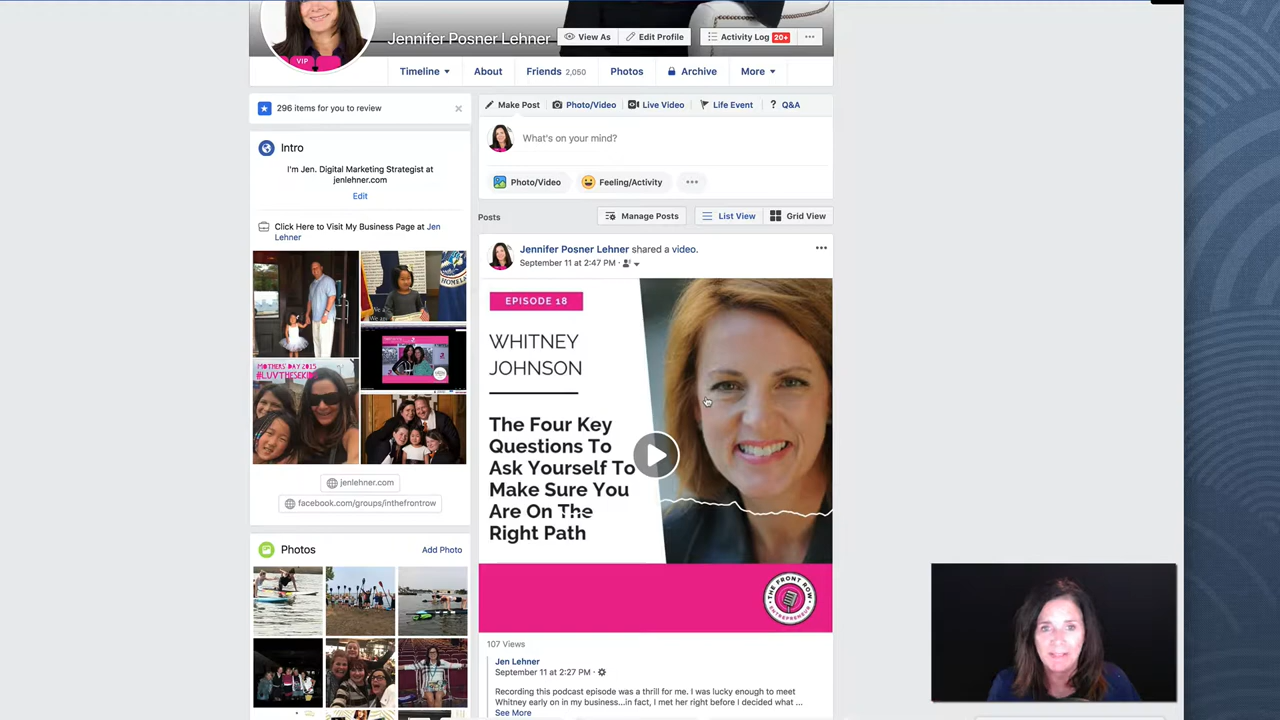 Jennifer Posner Lehner
View As
Edit Profile
Activity Log 20+
VIP
Timeline
About
Friends 2,050
Photos
Archive
More
296 items for you to review
Intro
I'm Jen. Digital Marketing Strategist at
jenlehner.com
Edit
Click Here to Visit My Business Page at Jen
Lehner
MOTHERS' DAY 2015
#LUVTHESEKIDS
jenlehner.com
facebook.com/groups/inthefrontrow
Photos
Add Photo
Make Post
Photo/Video
Live Video
Life Event
Q&A
What's on your mind?
Photo/Video
Feeling/Activity
Posts
Manage Posts
List View
Grid View
Jennifer Posner Lehner shared a video.
September 11 at 2:47 PM
EPISODE 18
WHITNEY
JOHNSON
The Four Key
Questions To
Ask Yourself To
Make Sure You
Are On The
Right Path
THE FRONT ROW
ENTREPRENEUR
107 Views
Jen Lehner
September 11 at 2:27 PM
Recording this podcast episode was a thrill for me. I was lucky enough to meet
Whitney early on in my business...in fact, I met her right before I decided what ...
See More